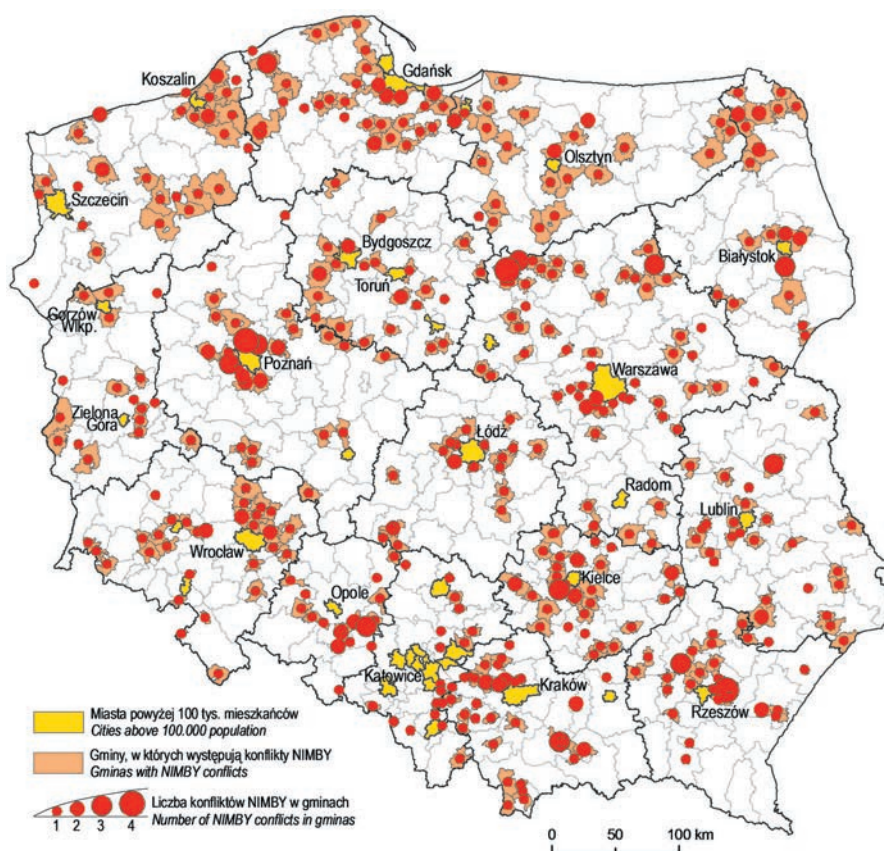 Gdańsk
Koszalin
Olsztyn
Szczecin
Bydgoszcz
Białystok
Toruń
Gorzów
Wlkp.
Poznań
Warszawa
Zielona
Góra
Łódź
Radom
Lublin
Wrocław
Kielce
Opole
Katowice
Kraków
Rzeszów
Miasta powyżej 100 tys. mieszkańców
Cities above 100.000 population
Gminy, w których występują konflikty NIMBY
Gminas with NIMBY conflicts
Liczba konfliktów NIMBY w gminach
Number of NIMBY conflicts in gminas
1 2 3 4
0 50 100 km